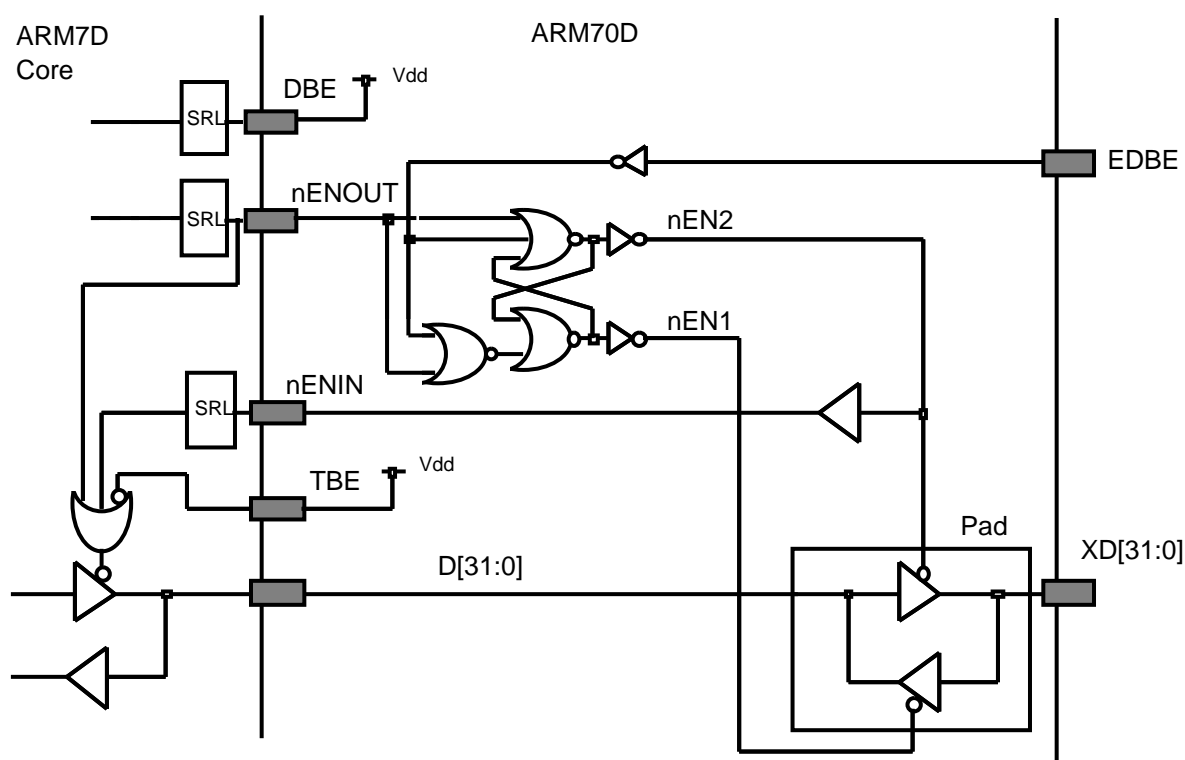 ARM7D
Core
ARM70D
DBE
Vdd
SRL
EDBE
nENOUT
SRL
nEN2
nEN1
nENIN
SRL
TBE
Vdd
Pad
D[31:0]
XD[31:0]